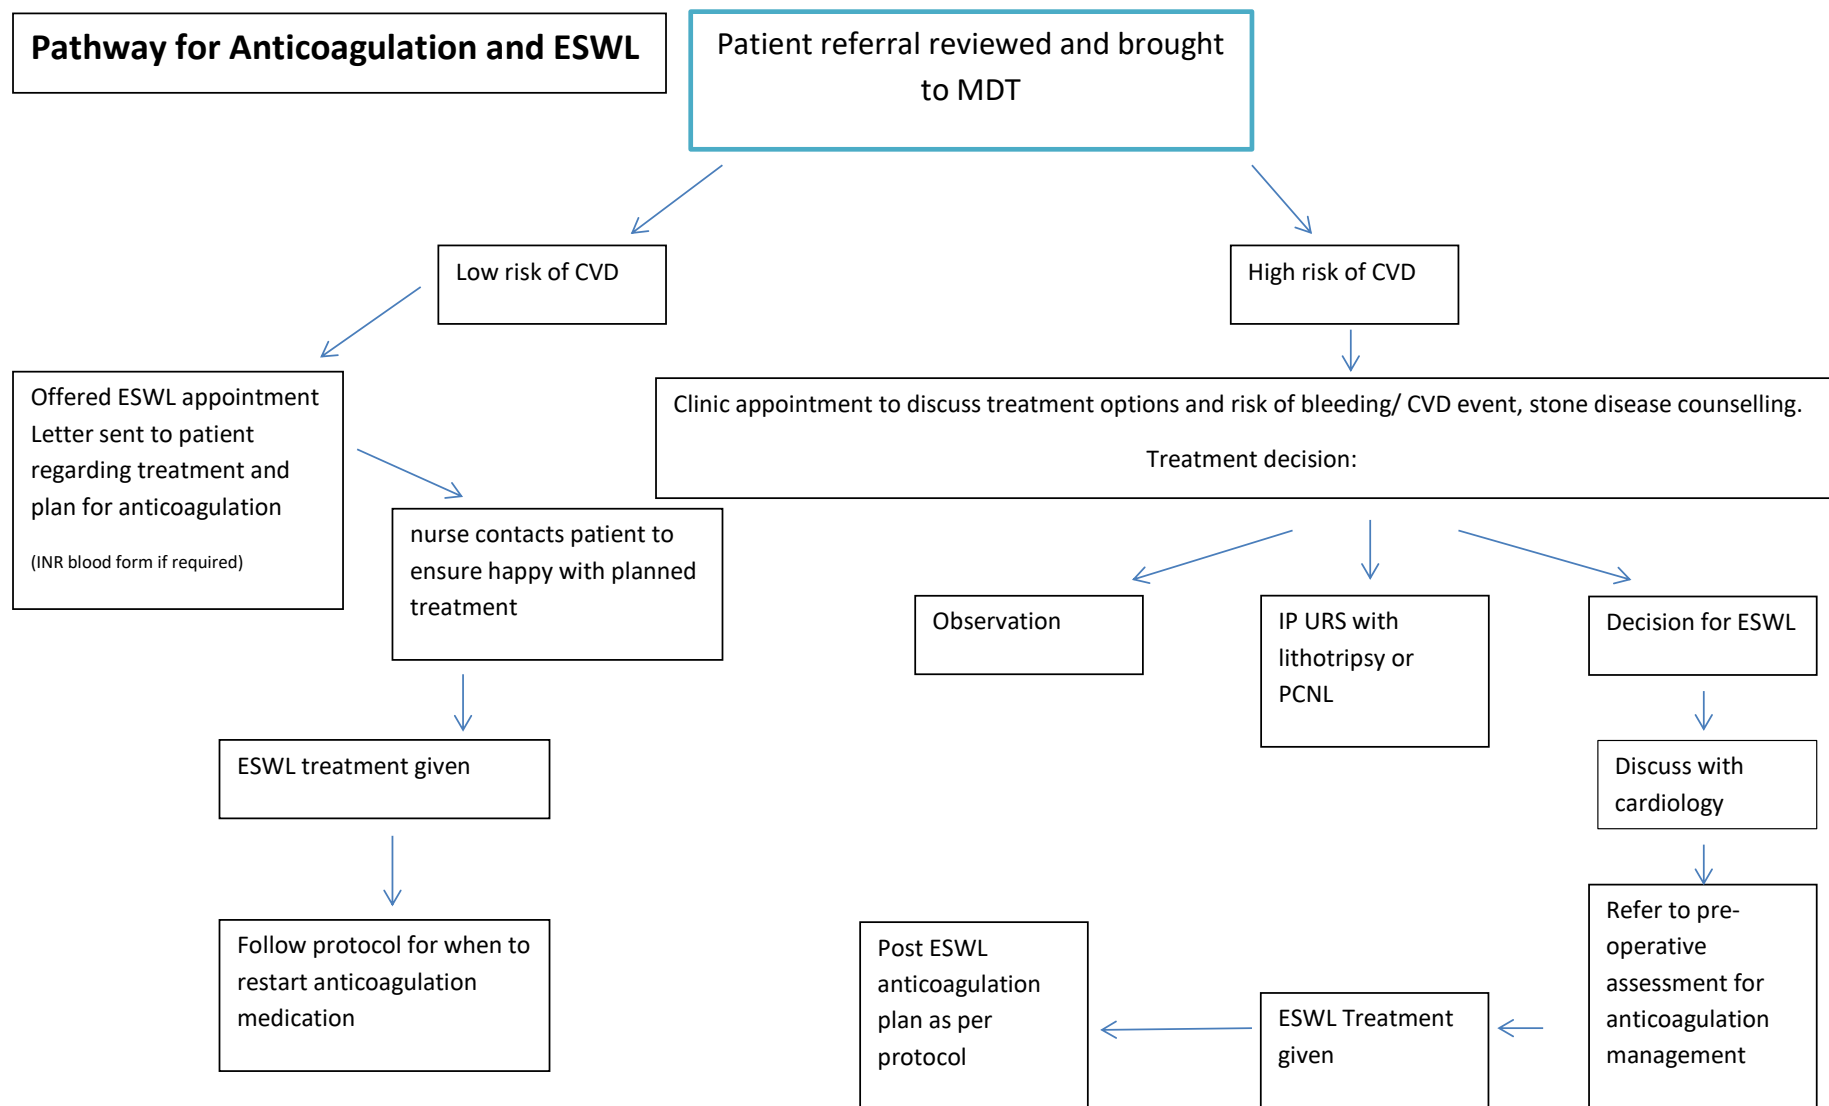 Pathway for Anticoagulation and ESWL
Patient referral reviewed and brought
to MDT
Low risk of CVD
High risk of CVD
Offered ESWL appointment
Letter sent to patient
regarding treatment and
plan for anticoagulation
(INR blood form if required)
nurse contacts patient to
ensure happy with planned
treatment
ESWL treatment given
Follow protocol for when to
restart anticoagulation
medication
Clinic appointment to discuss treatment options and risk of bleeding/ CVD event, stone disease counselling.
Treatment decision:
Observation
IP URS with
lithotripsy or
PCNL
Decision for ESWL
Discuss with
cardiology
Refer to pre-
operative
assessment for
anticoagulation
management
ESWL Treatment
given
Post ESWL
anticoagulation
plan as per
protocol